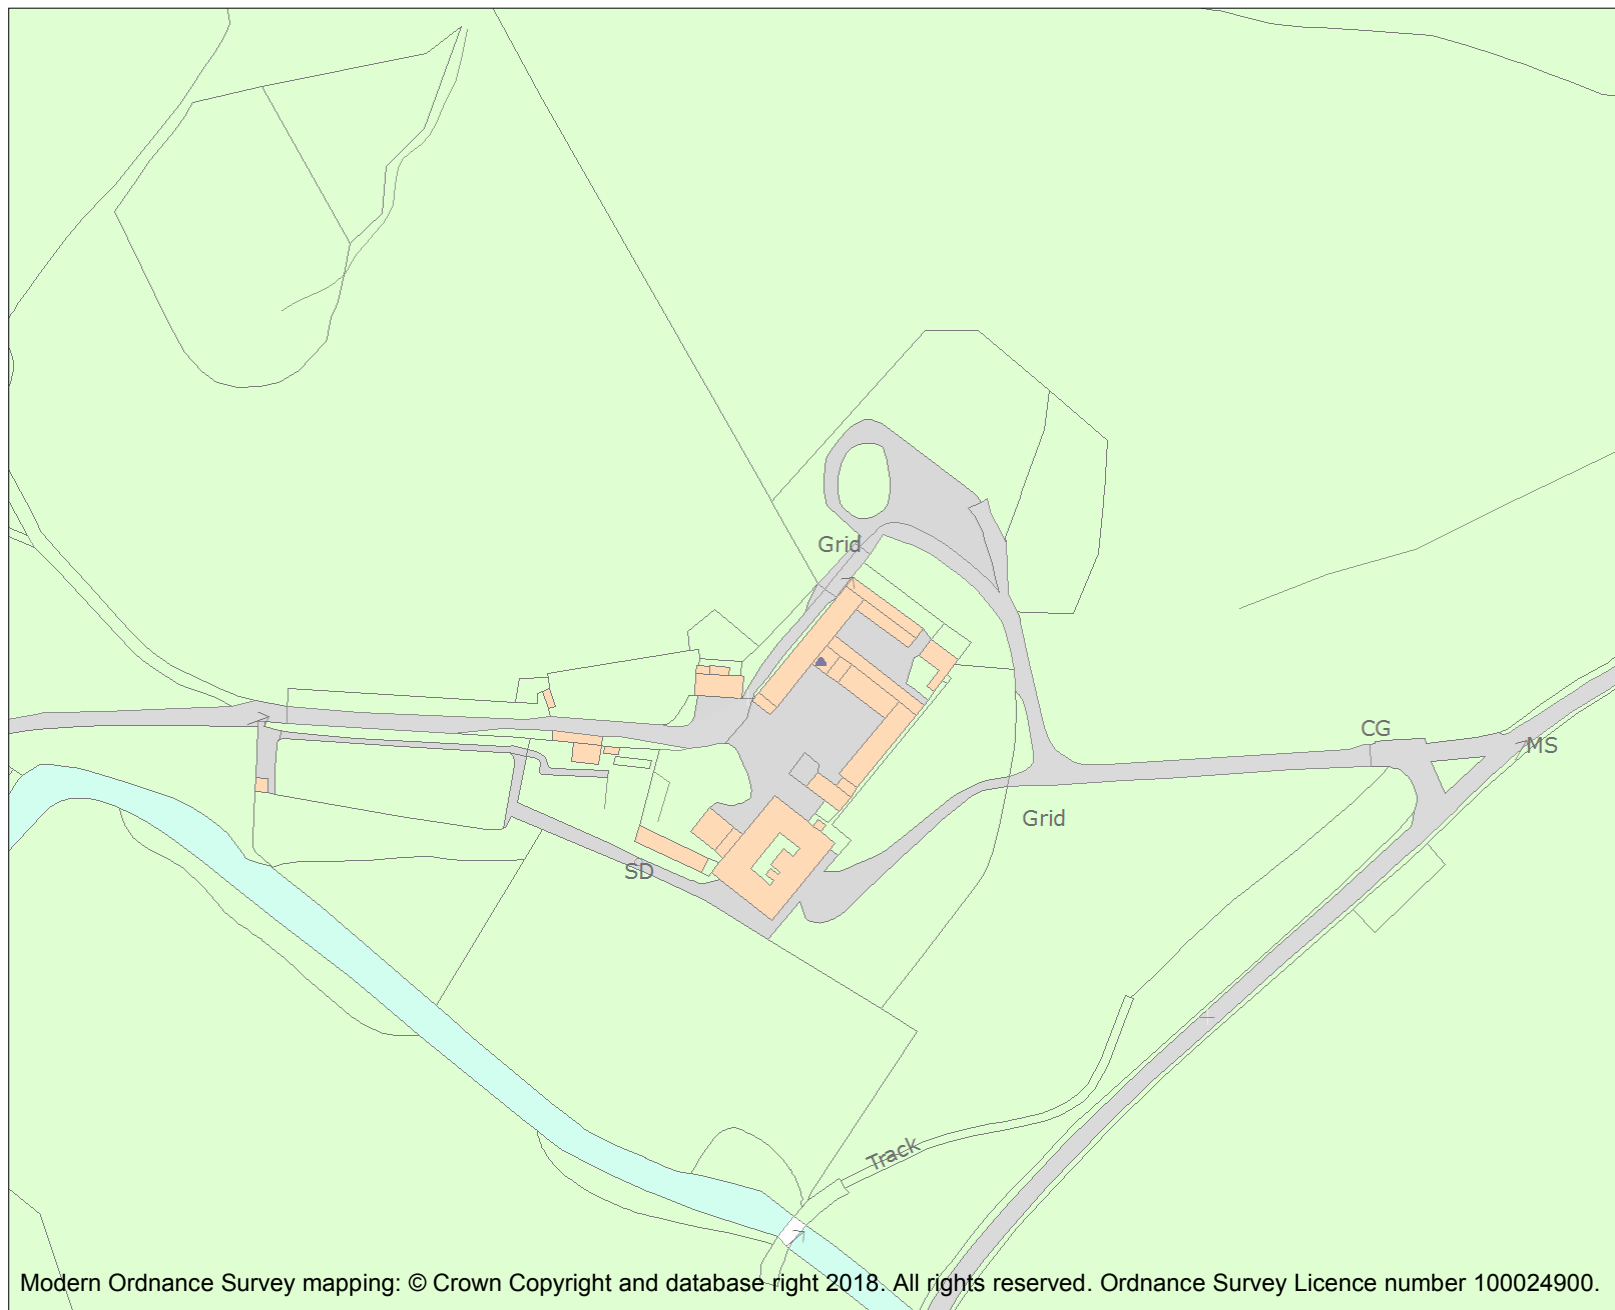 Grid
CG
MS
Grid
SD
Track
Modern Ordnance Survey mapping: © Crown Copyright and database right 2018. All rights reserved. Ordnance Survey Licence number 100024900.